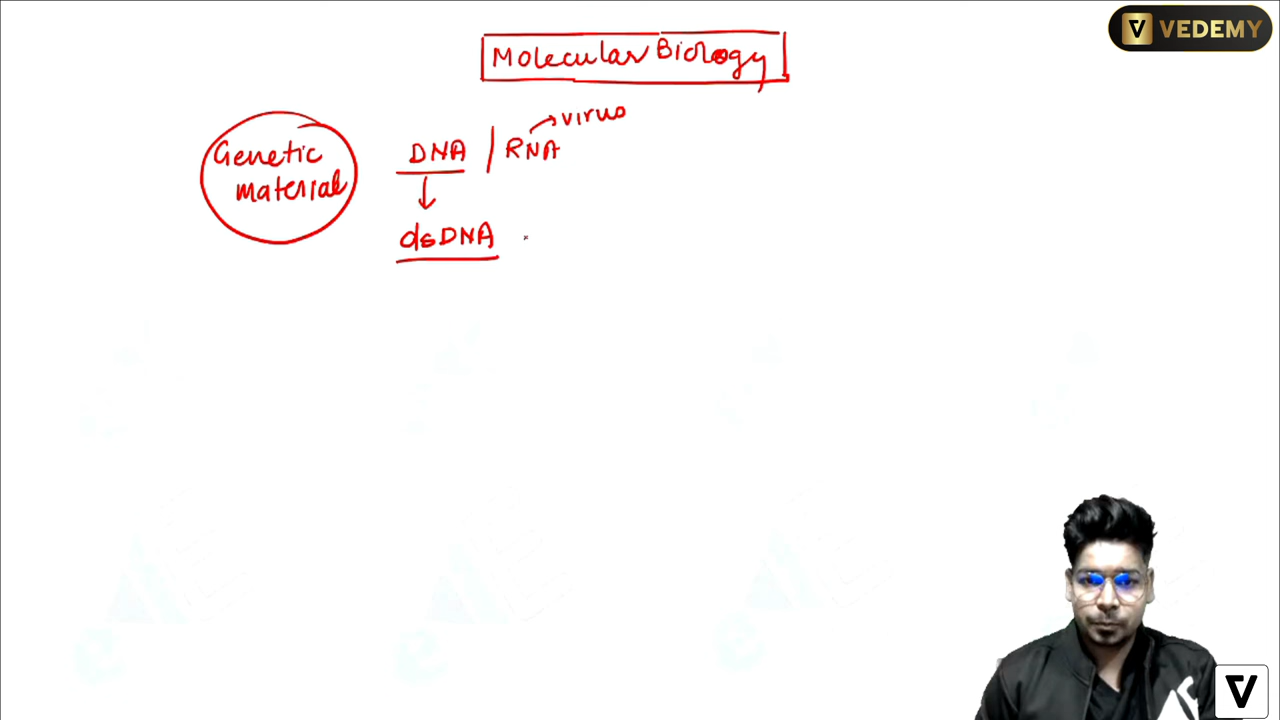 VEDEMY
Molecular Biology
virus
Genetic material
DNA / RNA
dsDNA